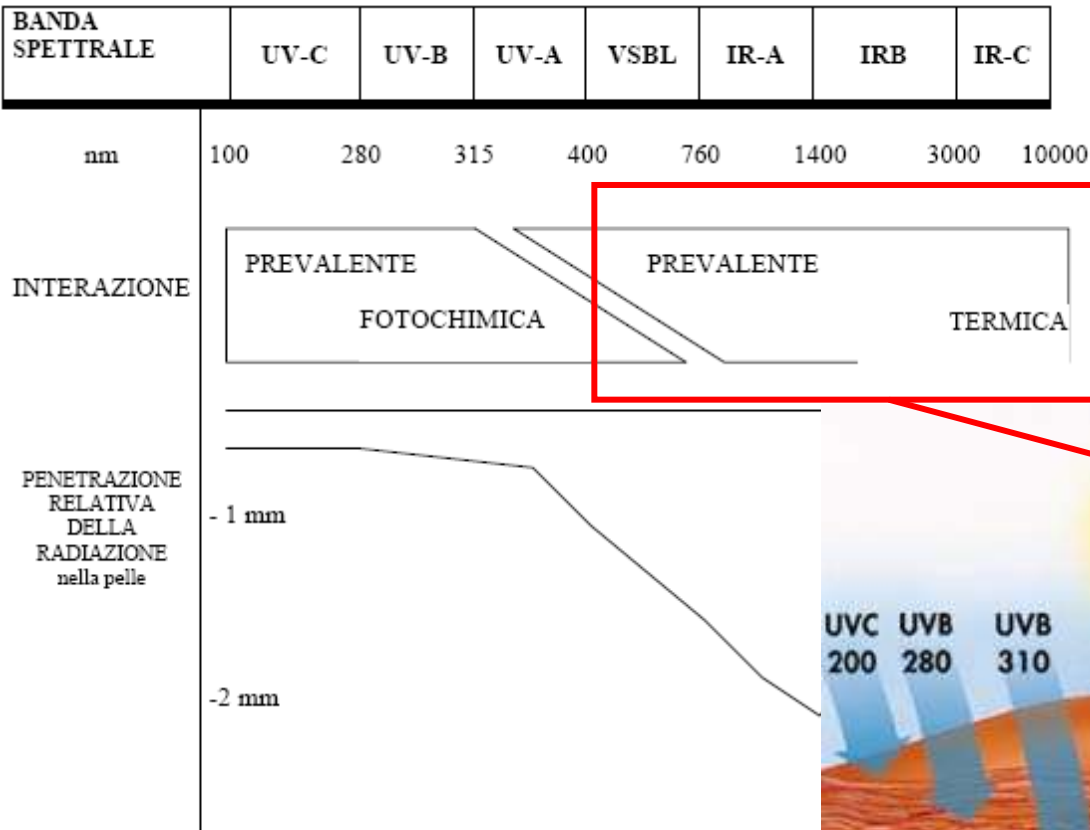 BANDA
SPETTRALE
UV-C UV-B UV-A VSBL IR-A IRB IR-C
nm 100 280 315 400 760 1400 3000 10000
INTERAZIONE
PREVALENTE
FOTOCHIMICA
PREVALENTE
TERMICA
PENETRAZIONE
RELATIVA
DELLA
RADIAZIONE
nella pelle
- 1 mm
-2 mm
UVC UVB UVB
200 280 310